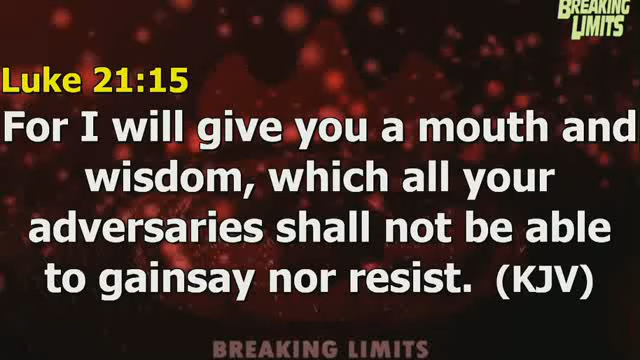 BREAKING
LIMITS
Luke 21:15
For I will give you a mouth and
wisdom, which all your
adversaries shall not be able
to gainsay nor resist. (KJV)
BREAKING LIMITS